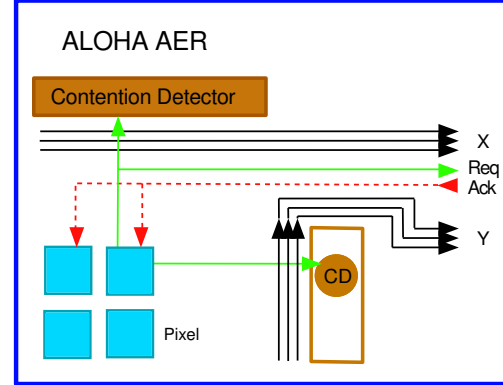 ALOHA AER
Contention Detector
X
Req
Ack
Y
CD
Pixel